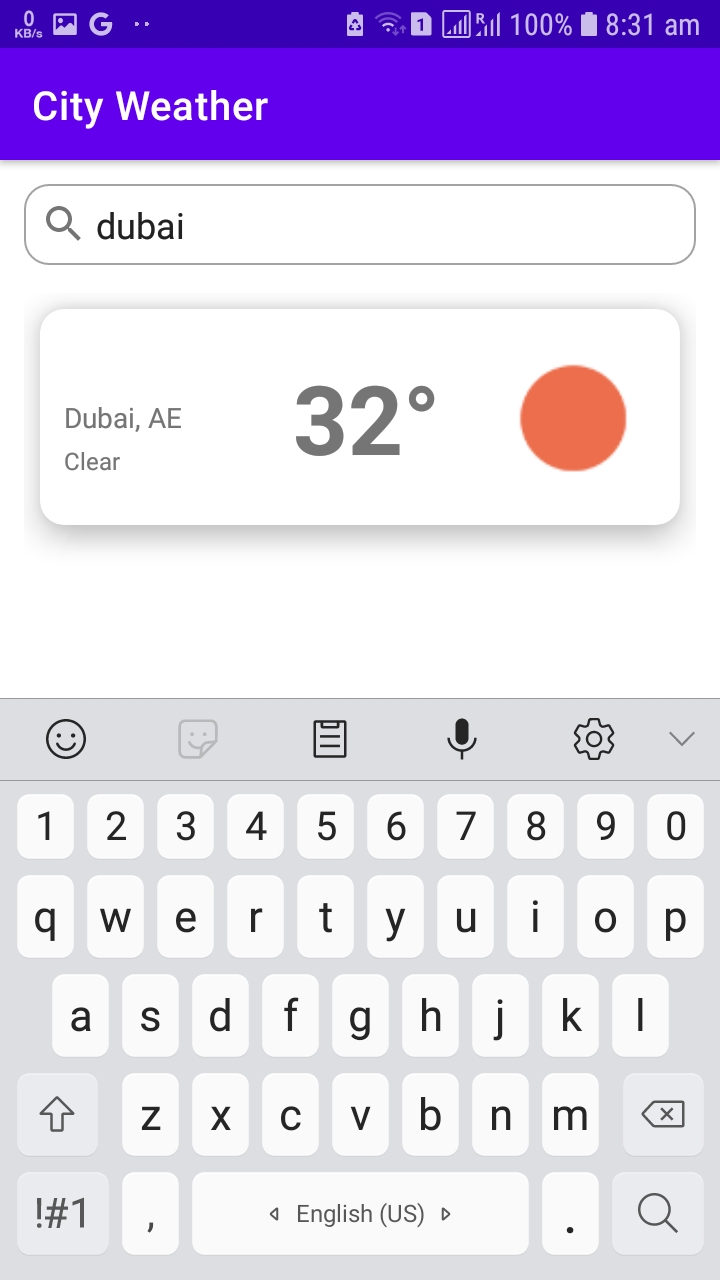 0 KB/s G 1 R 100% 8:31 am
City Weather
dubai
Dubai, AE
Clear
32°
1 2 3 4 5 6 7 8 9 0
q w e r t y u i o p
a s d f g h j k l
z x c v b n m
!#1 , English (US) .